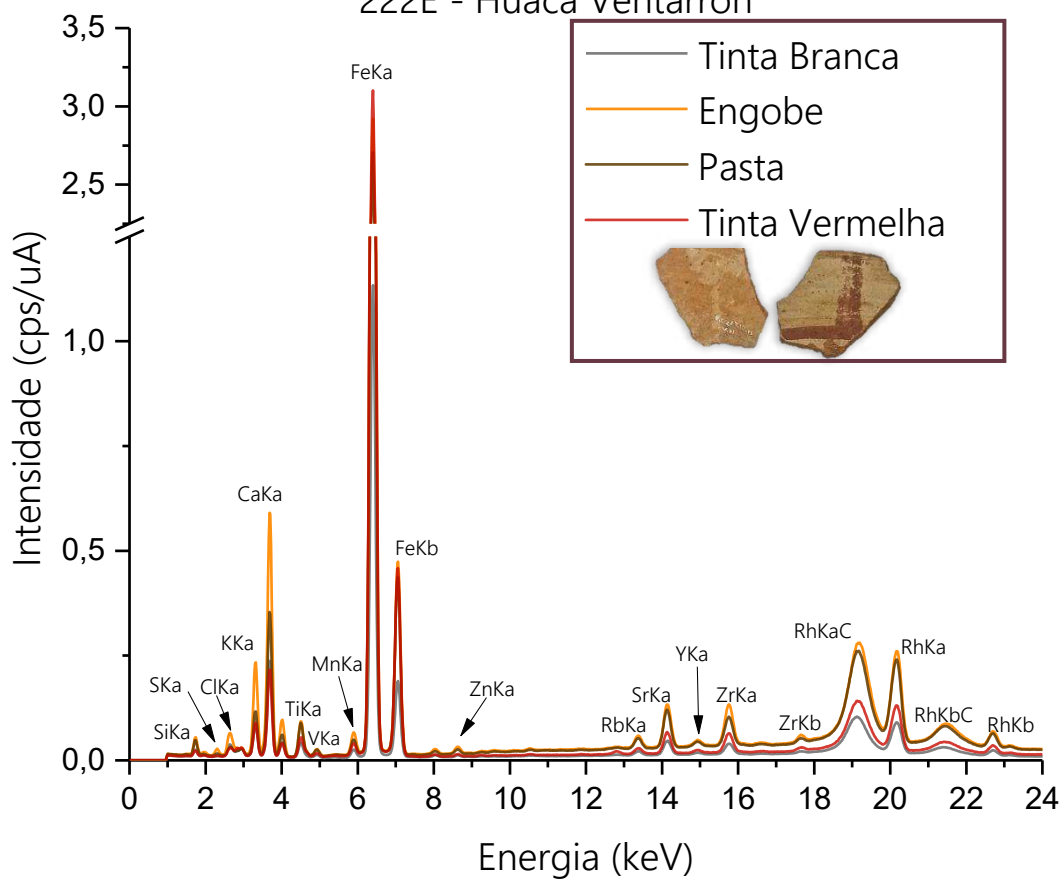 222E - Huaca Ventarron
Tinta Branca
Engobe
Pasta
Tinta Vermelha
Intensidade (cps/uA)
3,5
3,0
2,5
1,0
0,5
0,0
FeKa
CaKa
FeKb
KKa
SKa
ClKa
SiKa
TiKa
VKa
MnKa
ZnKa
RbKa
SrKa
YKa
ZrKa
ZrKb
RhKaC
RhKa
RhKbC
RhKb
0 2 4 6 8 10 12 14 16 18 20 22 24
Energia (keV)